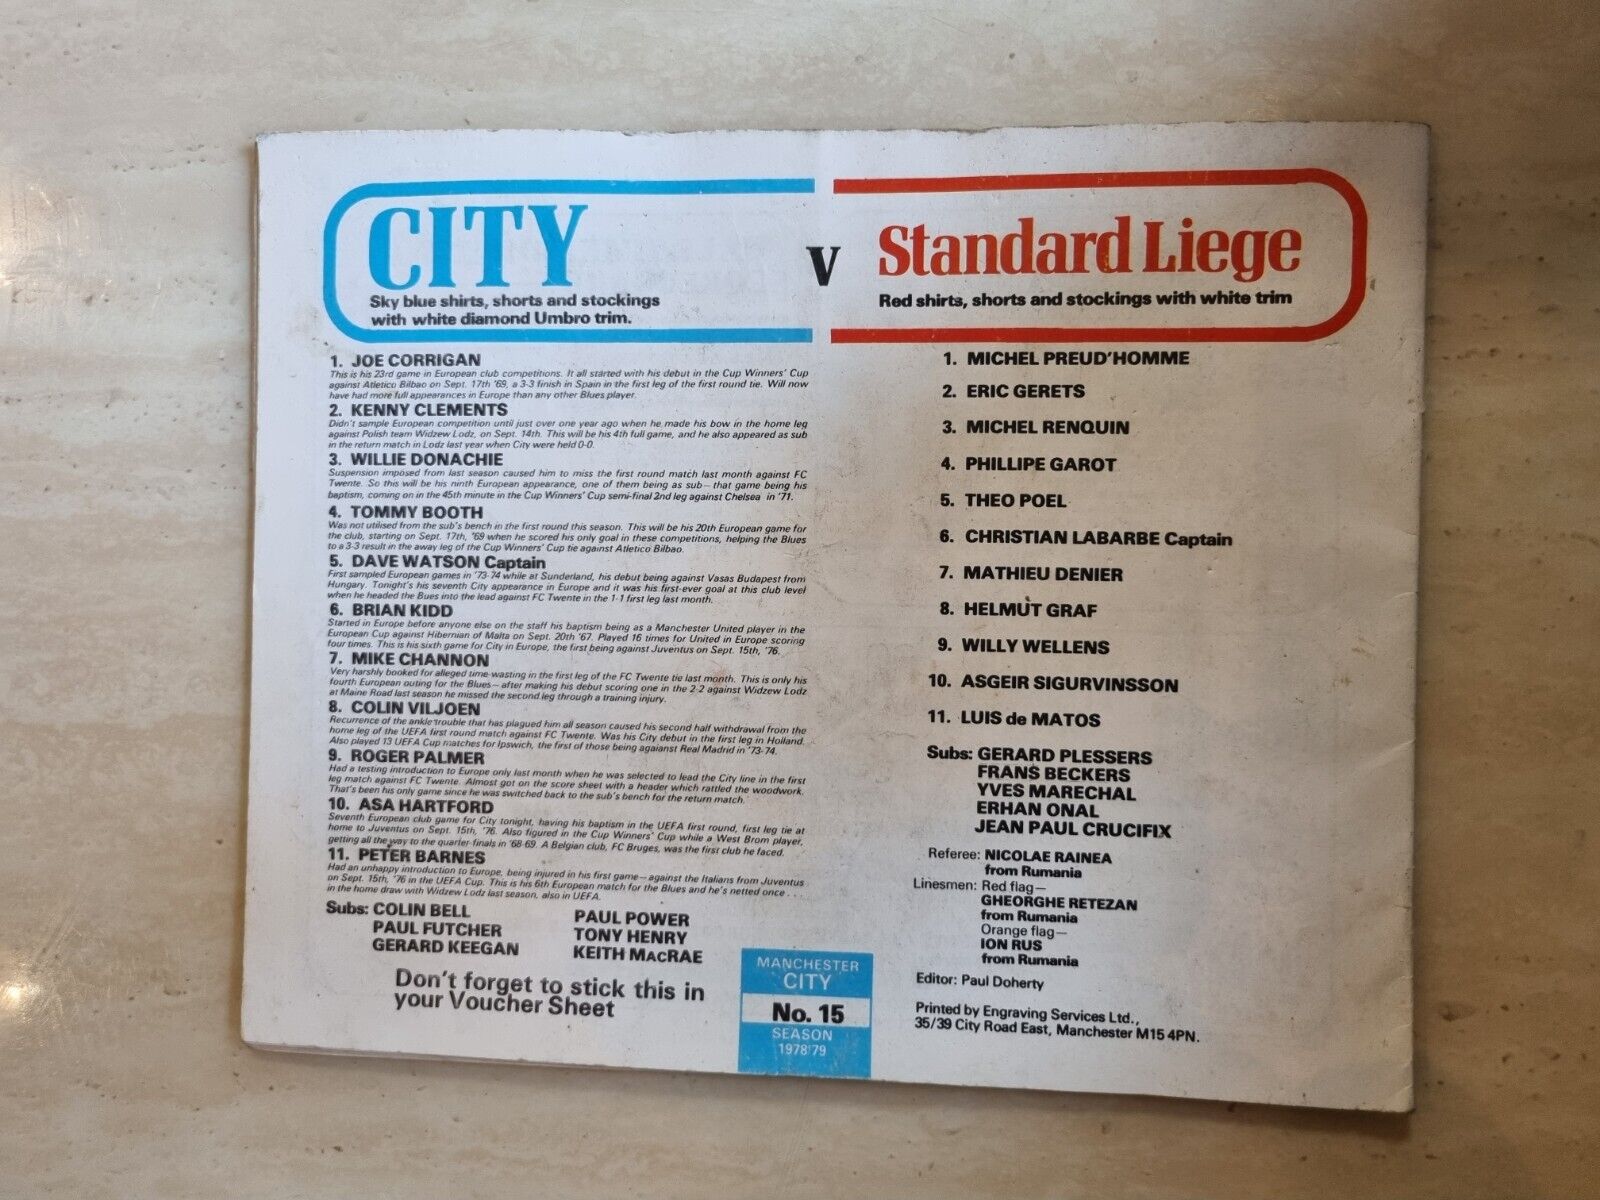 CITY
Sky blue shirts, shorts and stockings
with white diamond Umbro trim.
v
Standard Liege
Red shirts, shorts and stockings with white trim
1. JOE CORRIGAN
This is his 23rd game in European club competitions. It all started with his debut in the Cup Winners' Cup
against Atletico Bilbao on Sept. 17th '69, a 3-3 finish in Spain in the first leg of the first round tie. Will now
have had more full appearances in Europe than any other Blues player.
2. KENNY CLEMENTS
Didn't sample European competition until just over one year ago when he made his bow in the home leg
against Polish team Widzew Lodz, on Sept. 14th. This will be his 4th full game, and he also appeared as sub
in the return match in Lodz last year when City were held 0-0.
3. WILLIE DONACHIE
Suspension imposed from last season caused him to miss the first round match last month against FC
Twente. So this will be his ninth European appearance, one of them being as sub—that game being his
baptism, coming on in the 45th minute in the Cup Winners' Cup semi-final 2nd leg against Chelsea in '71.
4. TOMMY BOOTH
Was not utilised from the sub's bench in the first round this season. This will be his 20th European game for
the club, starting on Sept. 17th, '69 when he scored his only goal in these competitions, helping the Blues
to a 3-3 result in the away leg of the Cup Winners' Cup tie against Atletico Bilbao.
5. DAVE WATSON Captain
First sampled European games in '73-74 while at Sunderland, his debut being against Vasas Budapest from
Hungary. Tonight's his seventh City appearance in Europe and it was his first-ever goal at this club level
when he headed the Bues into the lead against FC Twente in the 1-1 first leg last month.
6. BRIAN KIDD
Started in Europe before anyone else on the staff his baptism being as a Manchester United player in the
European Cup against Hibernian of Malta on Sept. 20th '67. Played 16 times for United in Europe scoring
four times. This is his sixth game for City in Europe, the first being against Juventus on Sept. 15th, '76.
7. MIKE CHANNON
Very harshly booked for alleged time-wasting in the first leg of the FC Twente tie last month. This is only his
fourth European outing for the Blues—after making his debut scoring one in the 2-2 against Widzew Lodz
at Maine Road last season he missed the second leg through a training injury.
8. COLIN VILJOEN
Recurrence of the ankle trouble that has plagued him all season caused his second half withdrawal from the
home leg of the UEFA first round match against FC Twente. Was his City debut in the first leg in Holland.
Also played 13 UEFA Cup matches for Ipswich, the first of those being agaianst Real Madrid in '73-74.
9. ROGER PALMER
Had a testing introduction to Europe only last month when he was selected to lead the City line in the first
leg match against FC Twente. Almost got on the score sheet with a header which rattled the woodwork.
That's been his only game since he was switched back to the sub's bench for the return match.
10. ASA HARTFORD
Seventh European club game for City tonight, having his baptism in the UEFA first round, first leg tie at
home to Juventus on Sept. 15th, '76. Also figured in the Cup Winners' Cup while a West Brom player,
getting all the way to the quarter-finals in '68-69. A Belgian club, FC Bruges, was the first club he faced.
11. PETER BARNES
Had an unhappy introduction to Europe, being injured in his first game—against the Italians from Juventus
on Sept. 15th, '76 in the UEFA Cup. This is his 6th European match for the Blues and he's netted once . . .
in the home draw with Widzew Lodz last season, also in UEFA.
Subs: COLIN BELL
PAUL FUTCHER
GERARD KEEGAN
PAUL POWER
TONY HENRY
KEITH MacRAE
Don't forget to stick this in
your Voucher Sheet
MANCHESTER
CITY
No. 15
SEASON
1978'79
1. MICHEL PREUD'HOMME
2. ERIC GERETS
3. MICHEL RENQUIN
4. PHILLIPE GAROT
5. THEO POEL
6. CHRISTIAN LABARBE Captain
7. MATHIEU DENIER
8. HELMUT GRAF
9. WILLY WELLENS
10. ASGEIR SIGURVINSSON
11. LUIS de MATOS
Subs: GERARD PLESSERS
FRANS BECKERS
YVES MARECHAL
ERHAN ONAL
JEAN PAUL CRUCIFIX
Referee: NICOLAE RAINEA
from Rumania
Linesmen: Red flag—
GHEORGHE RETEZAN
from Rumania
Orange flag—
ION RUS
from Rumania
Editor: Paul Doherty
Printed by Engraving Services Ltd.,
35/39 City Road East, Manchester M15 4PN.